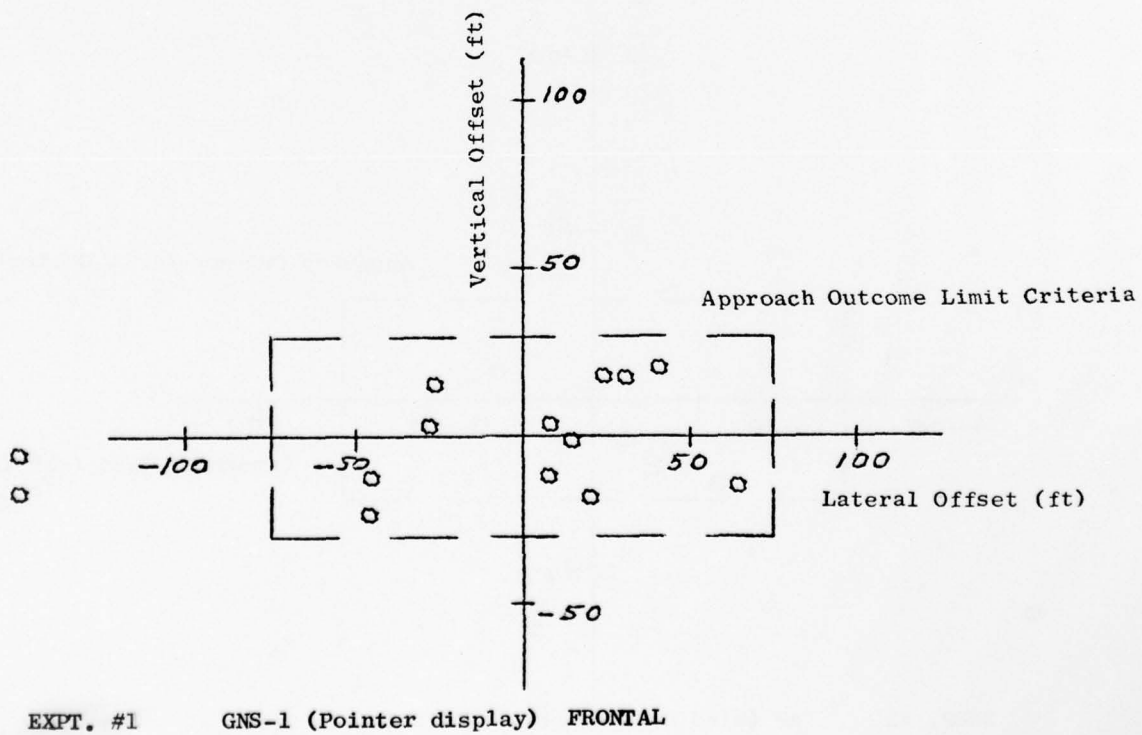 Vertical Offset (ft)
100
50
Approach Outcome Limit Criteria
-100
-50
50
100
Lateral Offset (ft)
-50
EXPT. #1 GNS-1 (Pointer display) FRONTAL